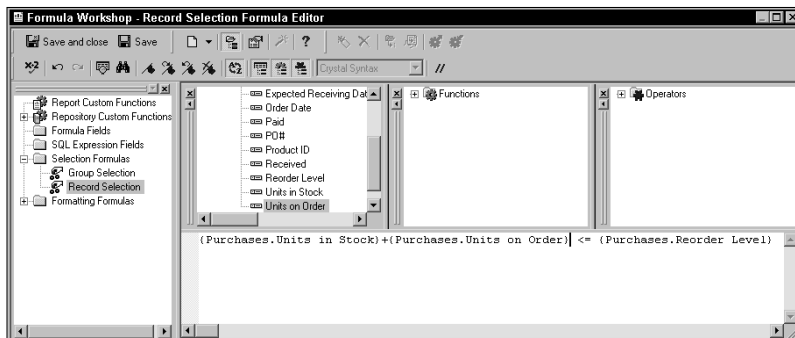 Formula Workshop - Record Selection Formula Editor
Save and close Save
x+2
Crystal Syntax //
Report Custom Functions
Repository Custom Functions
Formula Fields
SQL Expression Fields
Selection Formulas
Group Selection
Record Selection
Formatting Formulas
Expected Receiving Dat
Order Date
Paid
PO#
Product ID
Received
Reorder Level
Units in Stock
Units on Order
Functions
Operators
{Purchases.Units in Stock}+{Purchases.Units on Order} <= {Purchases.Reorder Level}